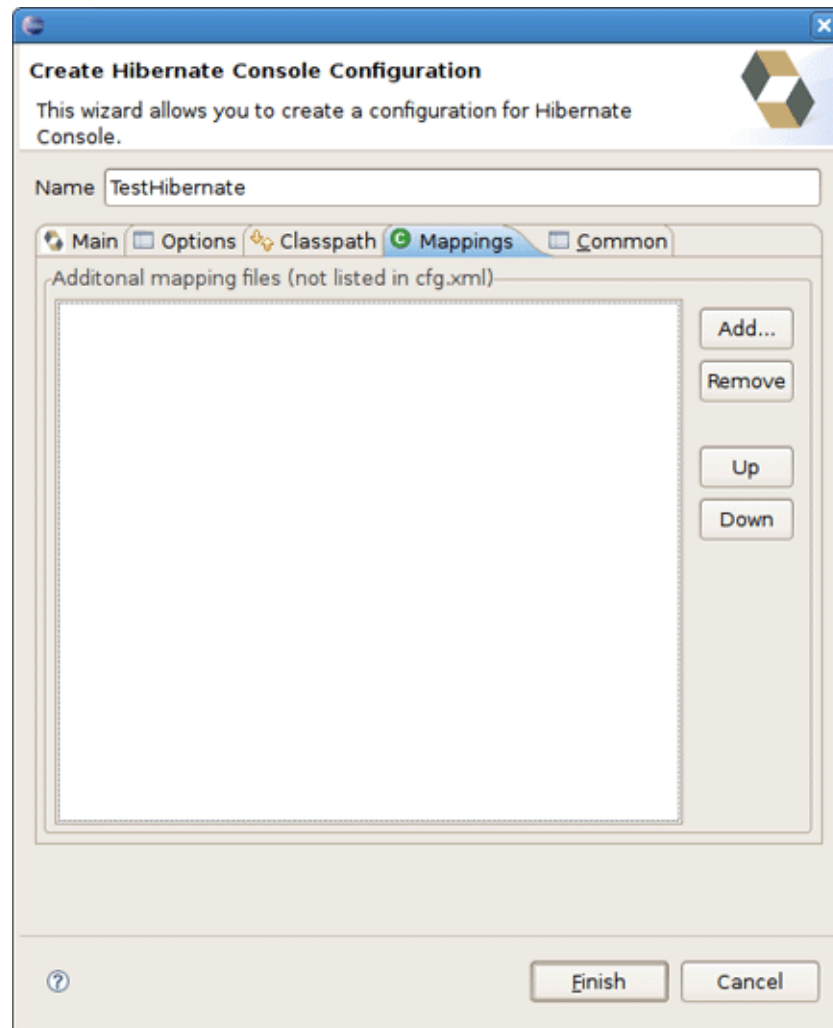 Create Hibernate Console Configuration
This wizard allows you to create a configuration for Hibernate
Console.
Name TestHibernate
Main Options Classpath C Mappings Common
Additonal mapping files (not listed in cfg.xml)
Add...
Remove
Up
Down
? Finish Cancel